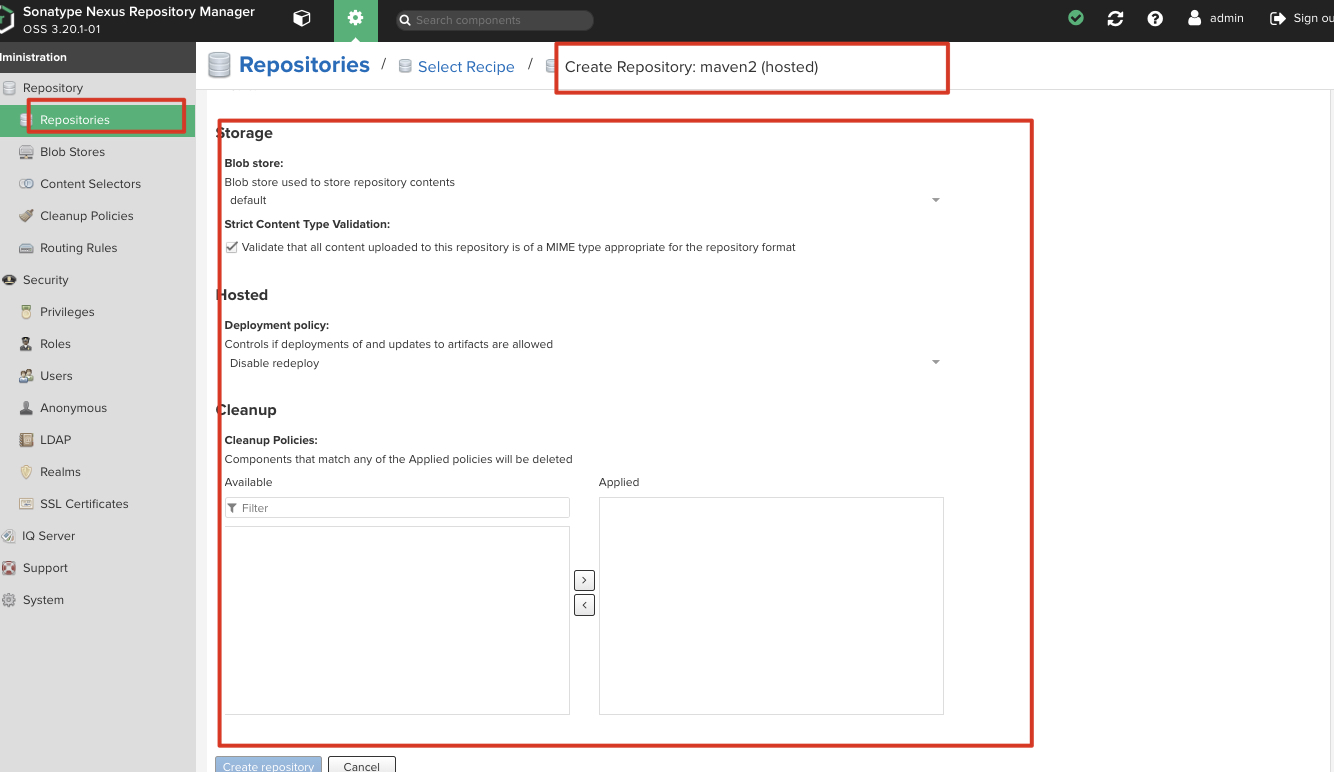 Sonatype Nexus Repository Manager
OSS 3.20.1-01
Search components
admin
Sign ou
dministration
Repositories / Select Recipe / Create Repository: maven2 (hosted)
Repository
Repositories
Blob Stores
Content Selectors
Cleanup Policies
Routing Rules
Security
Privileges
Roles
Users
Anonymous
LDAP
Realms
SSL Certificates
IQ Server
Support
System
Storage
Blob store:
Blob store used to store repository contents
default
Strict Content Type Validation:
Validate that all content uploaded to this repository is of a MIME type appropriate for the repository format
Hosted
Deployment policy:
Controls if deployments of and updates to artifacts are allowed
Disable redeploy
Cleanup
Cleanup Policies:
Components that match any of the Applied policies will be deleted
Available
Applied
Filter
>
<
Create repository
Cancel